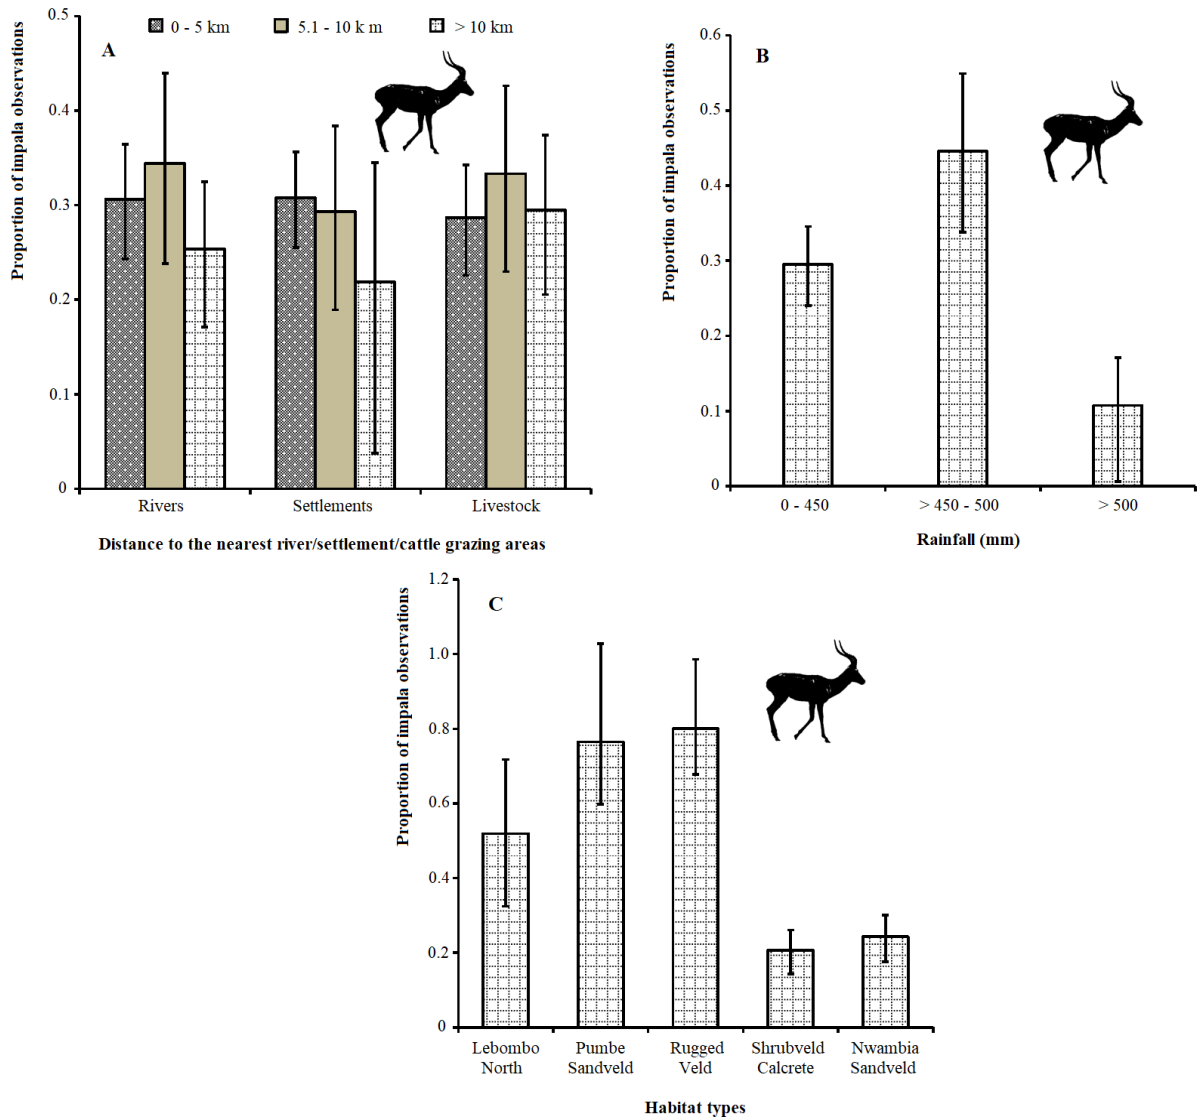 0.5
0 - 5 km
5.1 - 10 k m
> 10 km
A
0.4
0.3
0.2
0.1
0
Proportion of impala observations
Rivers
Settlements
Livestock
Distance to the nearest river/settlement/cattle grazing areas
0.6
B
0.5
0.4
0.3
0.2
0.1
0
Proportion of impala observations
0 - 450
> 450 - 500
> 500
Rainfall (mm)
1.2
C
1.0
0.8
0.6
0.4
0.2
0
Proportion of impala observations
Lebombo
North
Pumbe
Sandveld
Rugged
Veld
Shrubveld
Calcrete
Nwambia
Sandveld
Habitat types